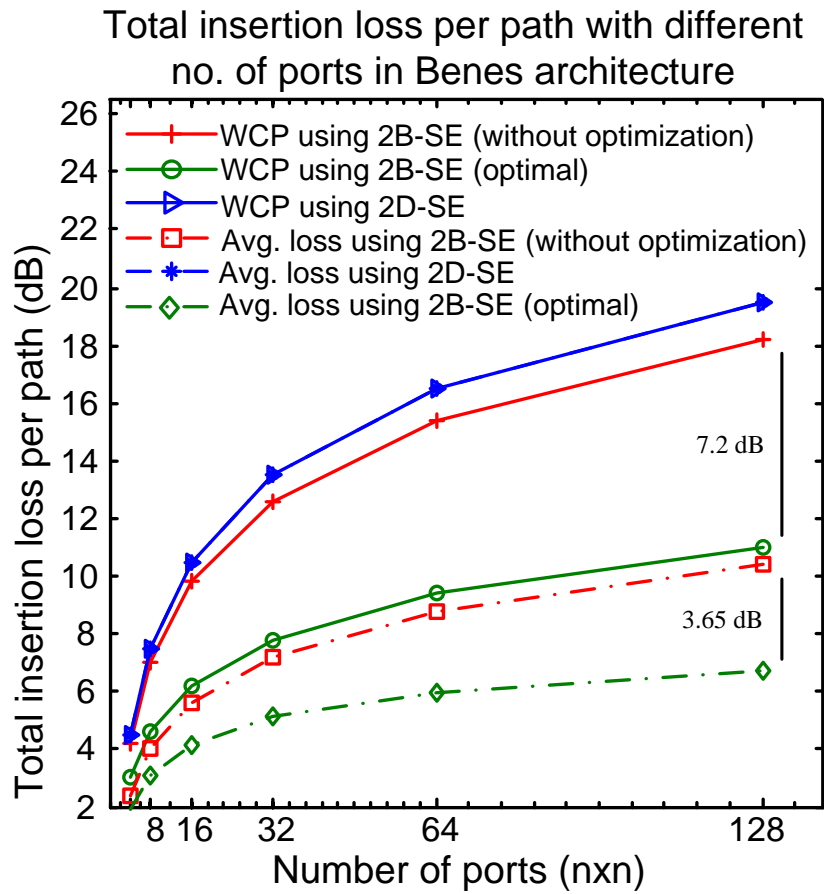 Total insertion loss per path with different
no. of ports in Benes architecture
Total insertion loss per path (dB)
26
24
22
20
18
16
14
12
10
8
6
4
2
WCP using 2B-SE (without optimization)
WCP using 2B-SE (optimal)
WCP using 2D-SE
Avg. loss using 2B-SE (without optimization)
Avg. loss using 2D-SE
Avg. loss using 2B-SE (optimal)
7.2 dB
3.65 dB
8 16 32 64 128
Number of ports (nxn)